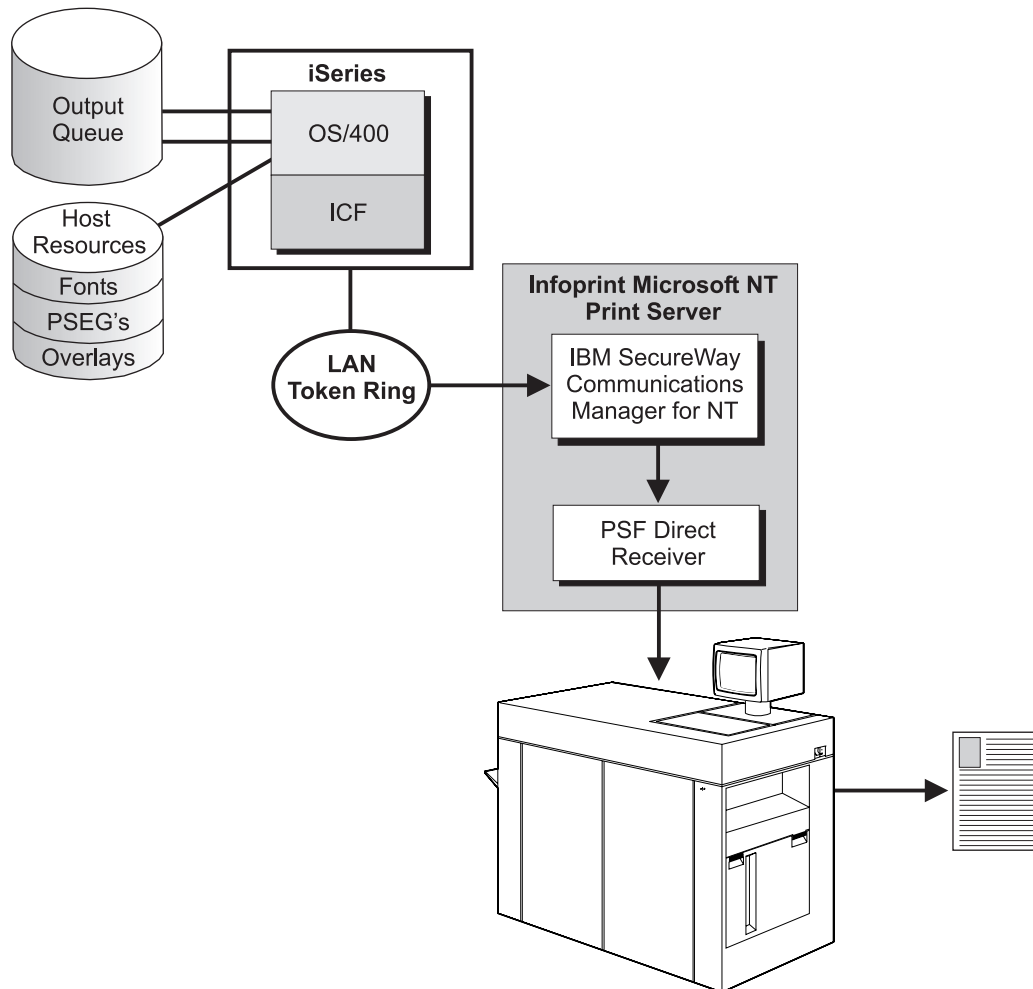 Output
Queue
iSeries
OS/400
ICF
Host
Resources
Fonts
PSEG's
Overlays
LAN
Token Ring
Infoprint Microsoft NT
Print Server
IBM SecureWay
Communications
Manager for NT
PSF Direct
Receiver